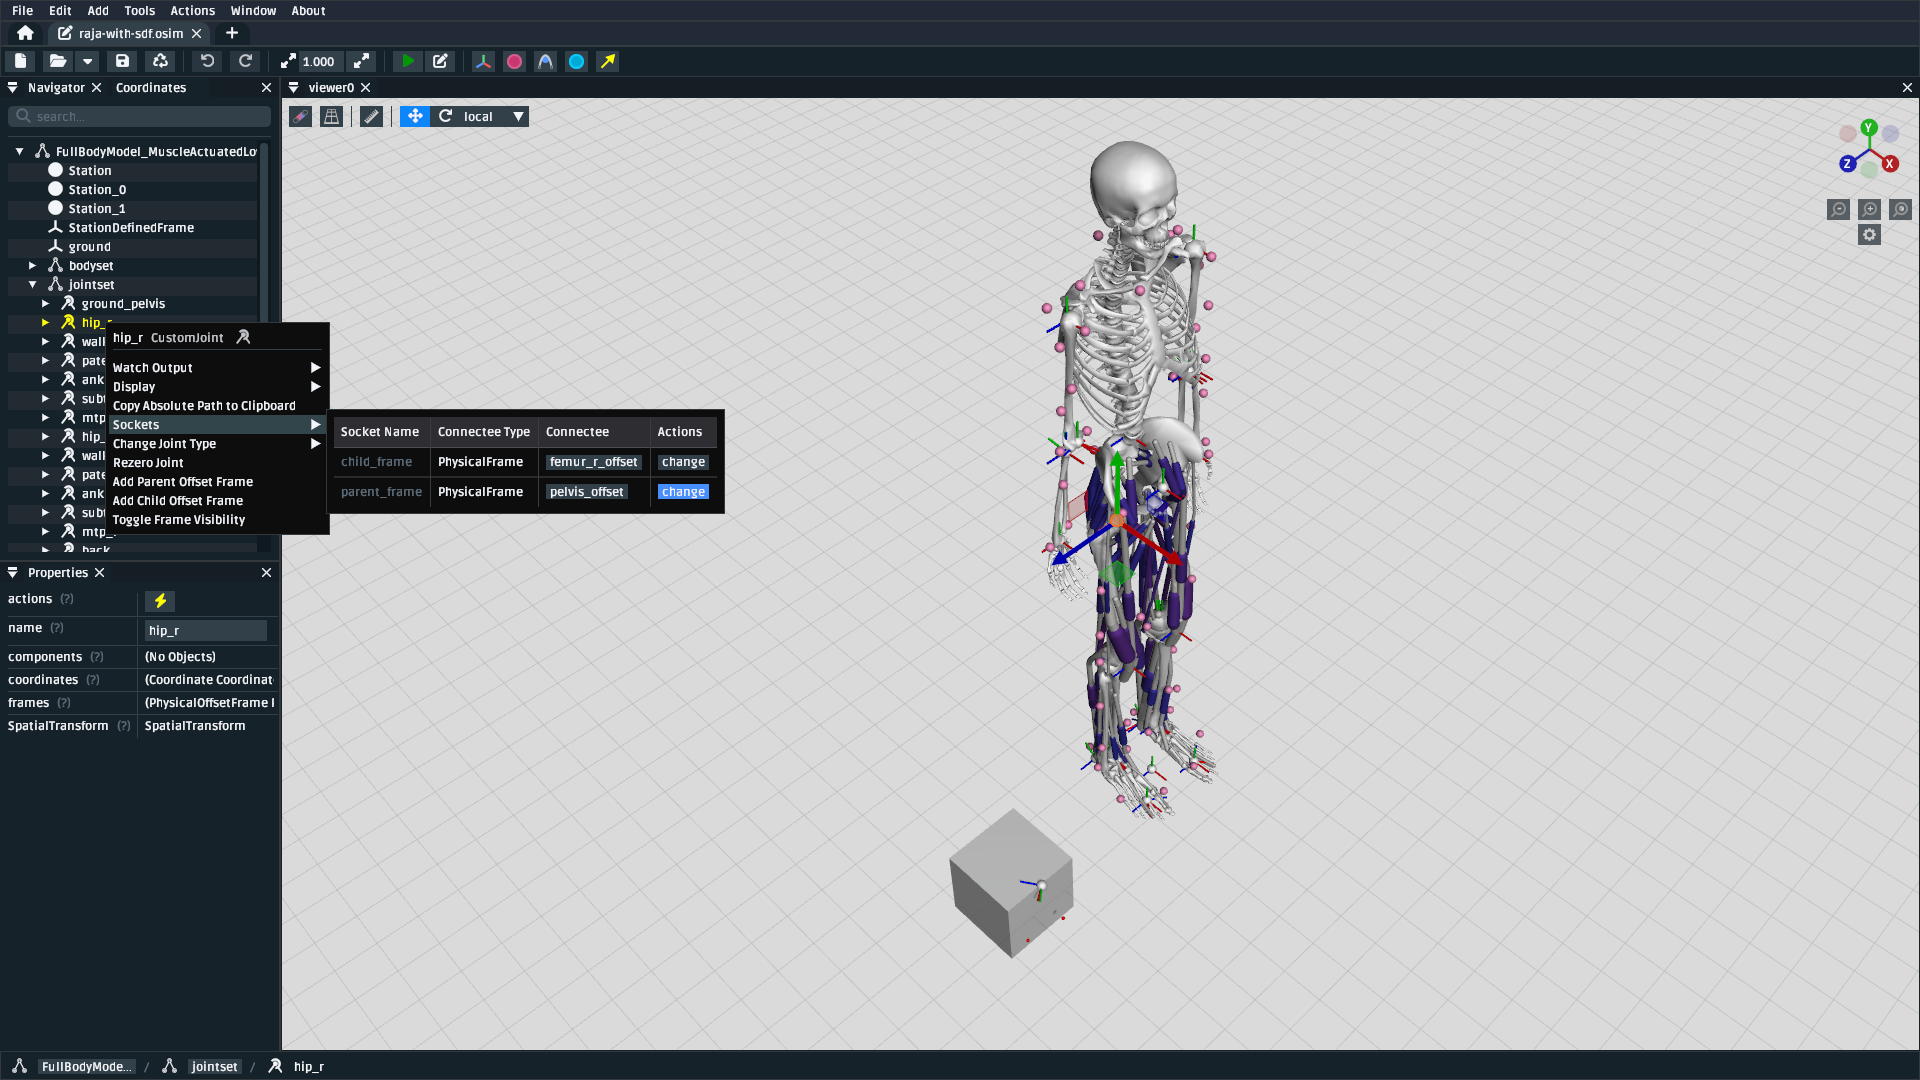 File Edit Add Tools Actions Window About
raja-with-sdf.osim
1.000
Navigator Coordinates
viewer0
search...
local
Y
Z X
FullBodyModel_MuscleActuatedLo
Station
Station_0
Station_1
StationDefinedFrame
ground
bodyset
jointset
ground_pelvis
hip_r
wall
pate
ank
subt
mtp_
hip_
wall
pate
ank
subt
mtp_
back
hip_r CustomJoint
Watch Output
Display
Copy Absolute Path to Clipboard
Sockets
Change Joint Type
Rezero Joint
Add Parent Offset Frame
Add Child Offset Frame
Toggle Frame Visibility
Socket Name Connectee Type Connectee Actions
child_frame PhysicalFrame femur_r_offset change
parent_frame PhysicalFrame pelvis_offset change
Properties
actions (?)
name (?) hip_r
components (?) (No Objects)
coordinates (?) (Coordinate Coordinat
frames (?) (PhysicalOffsetFrame
SpatialTransform (?) SpatialTransform
FullBodyMode... / jointset / hip_r